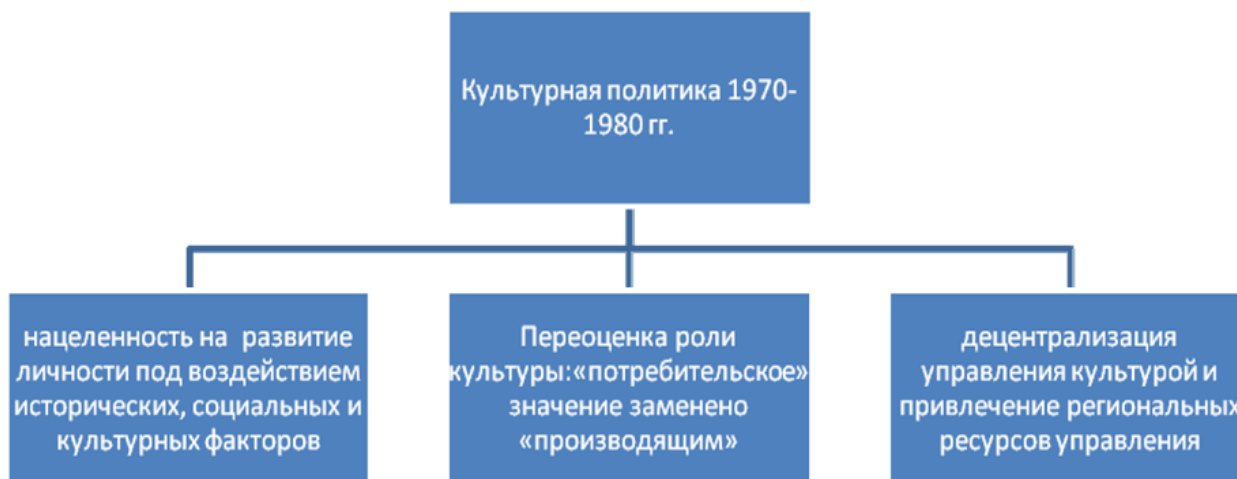 Культурная политика 1970-
1980 гг.
нацеленность на развитие
личности под воздействием
исторических, социальных и
культурных факторов
Переоценка роли
культуры:«потребительское»
значение заменено
«производящим»
децентрализация
управления культурой и
привлечение региональных
ресурсов управления